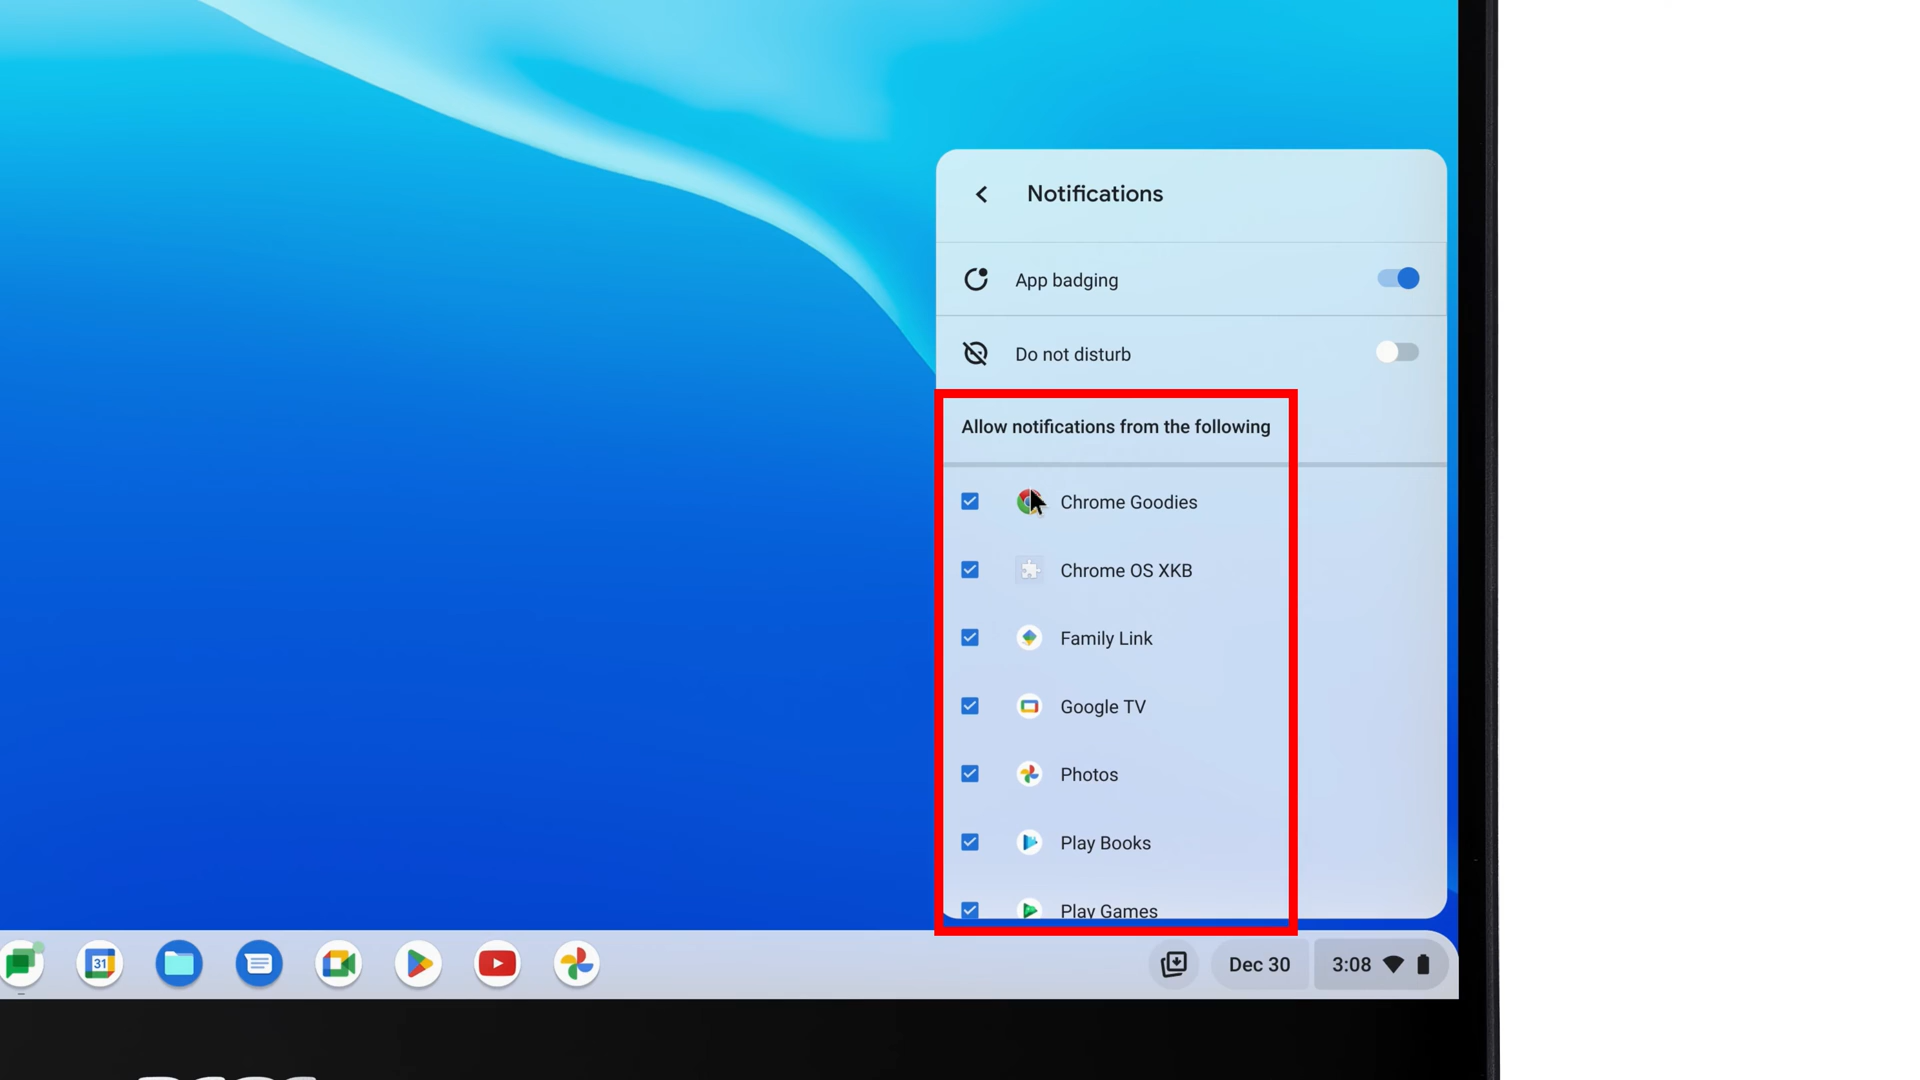 Notifications
App badging
Do not disturb
Allow notifications from the following
Chrome Goodies
Chrome OS XKB
Family Link
Google TV
Photos
Play Books
Play Games
31
Dec 30
3:08